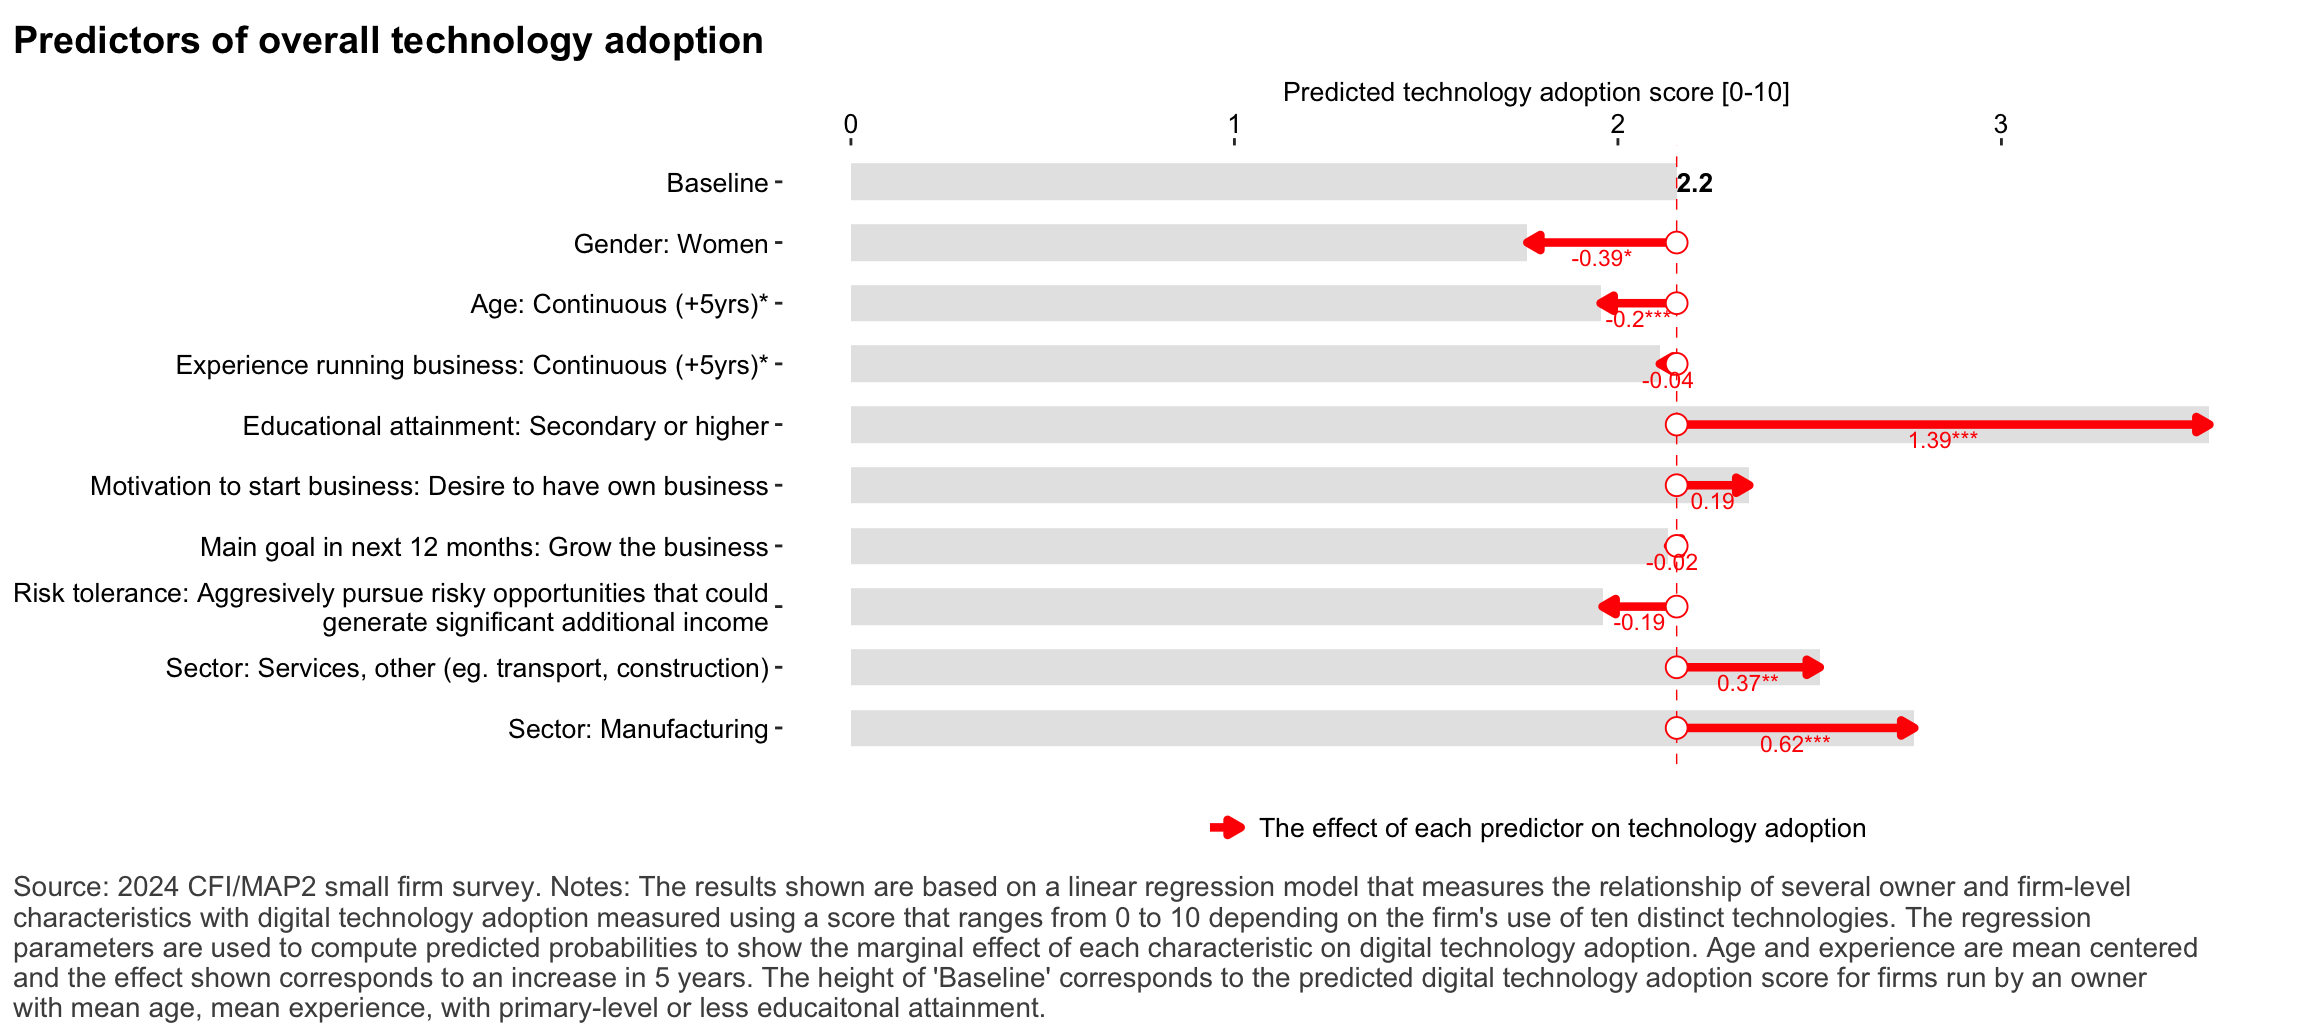 Predictors of overall technology adoption
Predicted technology adoption score [0-10]
0 1 2 3
Baseline 2.2
Gender: Women -0.39*
Age: Continuous (+5yrs)* -0.2***
Experience running business: Continuous (+5yrs)* -0.04
Educational attainment: Secondary or higher 1.39***
Motivation to start business: Desire to have own business 0.19
Main goal in next 12 months: Grow the business -0.02
Risk tolerance: Aggresively pursue risky opportunities that could
generate significant additional income -0.19
Sector: Services, other (eg. transport, construction) 0.37**
Sector: Manufacturing 0.62***
The effect of each predictor on technology adoption
Source: 2024 CFI/MAP2 small firm survey. Notes: The results shown are based on a linear regression model that measures the relationship of several owner and firm-level
characteristics with digital technology adoption measured using a score that ranges from 0 to 10 depending on the firm's use of ten distinct technologies. The regression
parameters are used to compute predicted probabilities to show the marginal effect of each characteristic on digital technology adoption. Age and experience are mean centered
and the effect shown corresponds to an increase in 5 years. The height of 'Baseline' corresponds to the predicted digital technology adoption score for firms run by an owner
with mean age, mean experience, with primary-level or less educaitonal attainment.